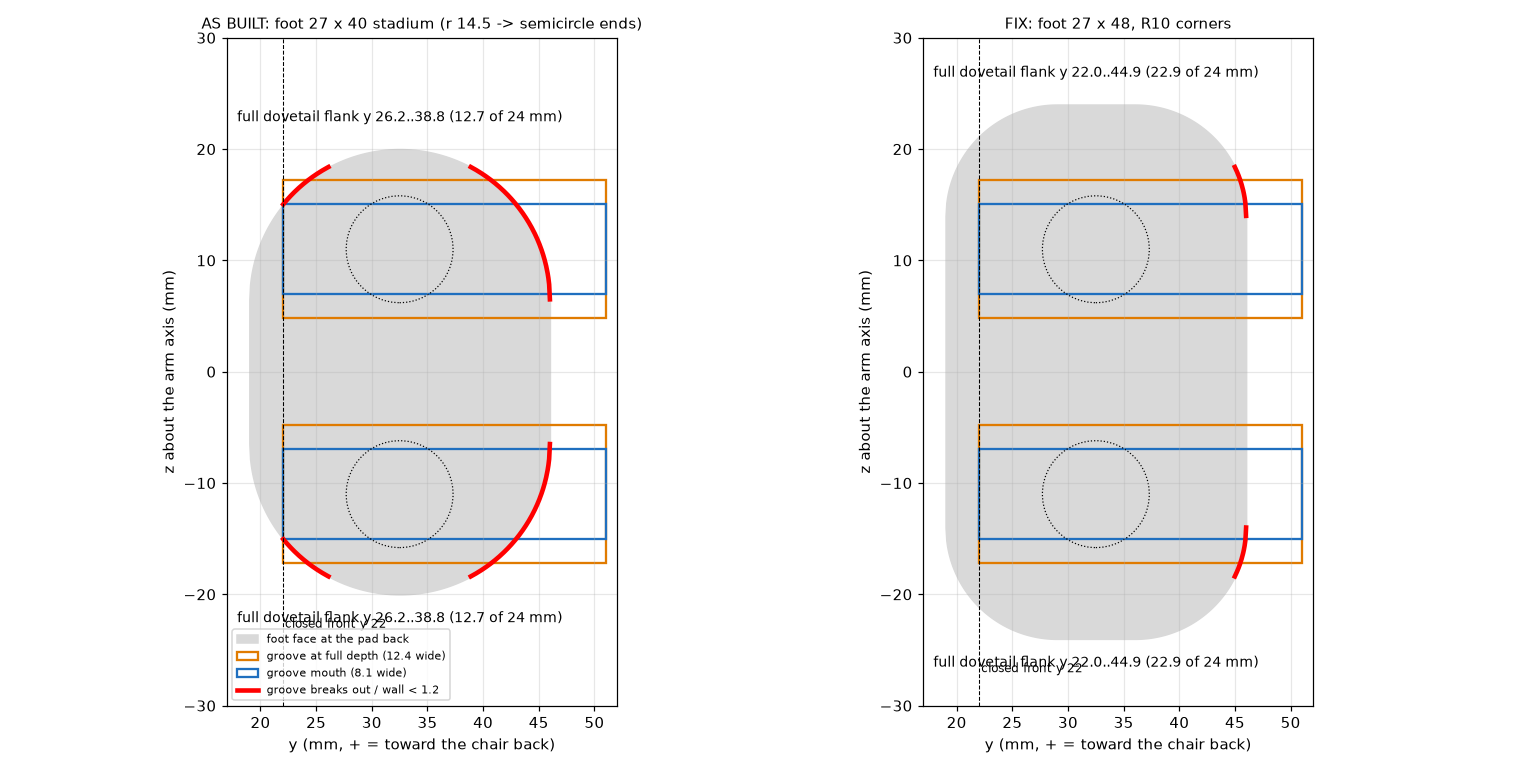 AS BUILT: foot 27 x 40 stadium (r 14.5 -> semicircle ends)
30
20
10
0
−10
−20
−30
z about the arm axis (mm)
full dovetail flank y 26.2..38.8 (12.7 of 24 mm)
full dovetail flank y 26.2..38.8 (12.7 of 24 mm)
closed front y 22
foot face at the pad back
groove at full depth (12.4 wide)
groove mouth (8.1 wide)
groove breaks out / wall < 1.2
20 25 30 35 40 45 50
y (mm, + = toward the chair back)
FIX: foot 27 x 48, R10 corners
30
20
10
0
−10
−20
−30
z about the arm axis (mm)
full dovetail flank y 22.0..44.9 (22.9 of 24 mm)
full dovetail flank y 22.0..44.9 (22.9 of 24 mm)
closed front y 22
20 25 30 35 40 45 50
y (mm, + = toward the chair back)